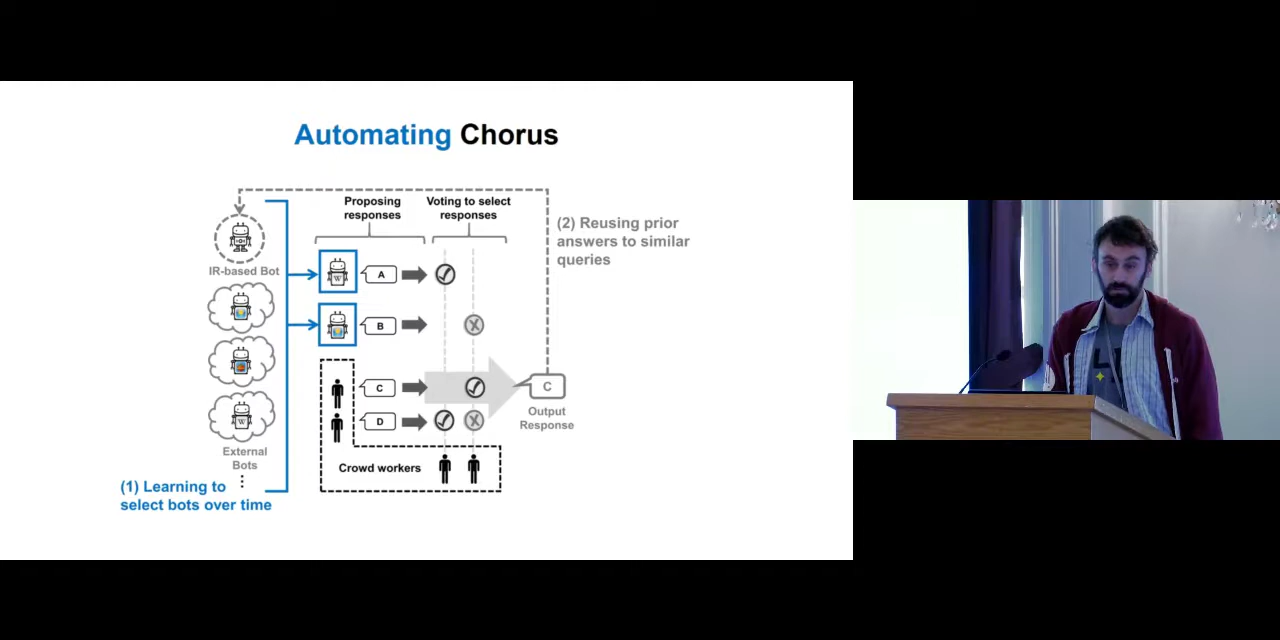 Automating Chorus
Proposing
responses
Voting to select
responses
(2) Reusing prior
answers to similar
queries
IR-based Bot
A
B
C
D
C
Output
Response
External
Bots
Crowd workers
(1) Learning to
select bots over time
W
W